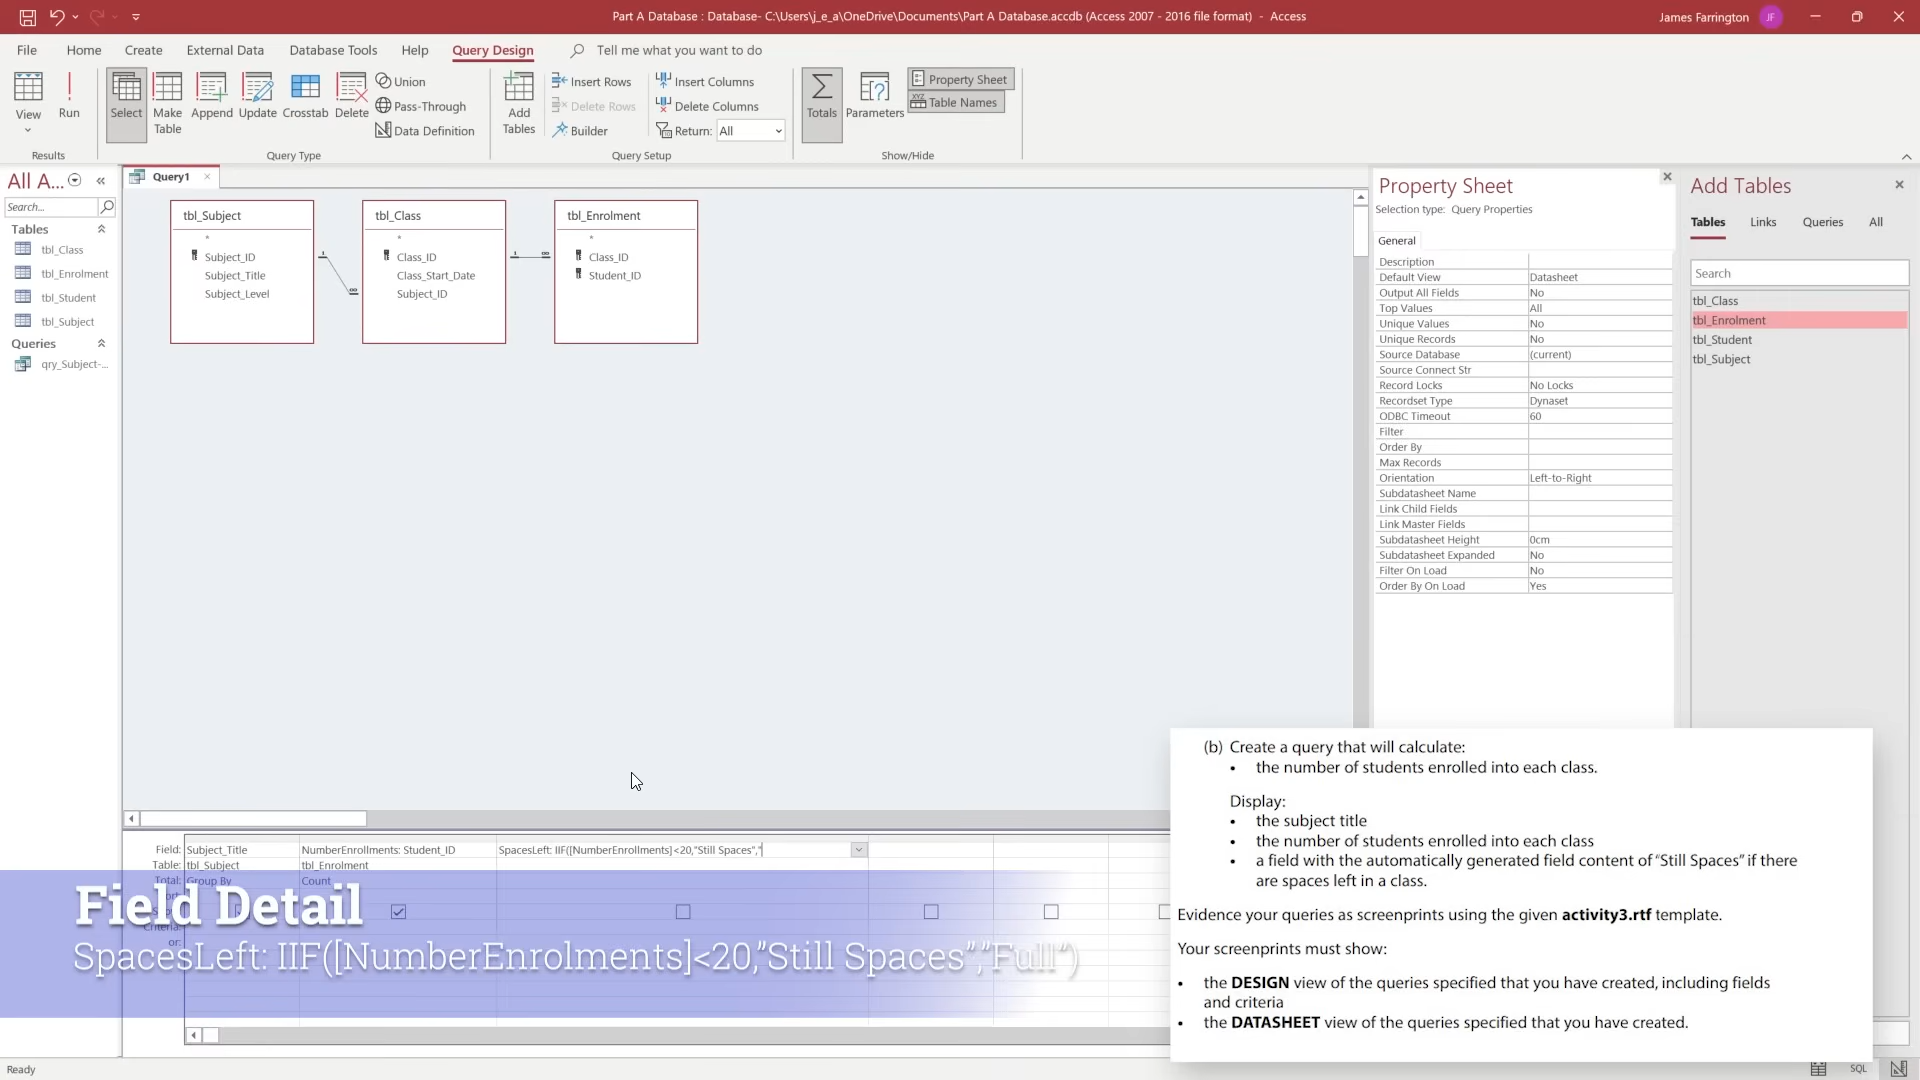 Part A Database : Database- C:\Users\j_e_a\OneDrive\Documents\Part A Database.accdb (Access 2007 - 2016 file format) - Access
James Farrington
JF
File
Home
Create
External Data
Database Tools
Help
Query Design
Tell me what you want to do
View
Run
Select
Make
Table
Append
Update
Crosstab
Delete
Union
Pass-Through
Data Definition
Add
Tables
Insert Rows
Delete Rows
Builder
Insert Columns
Delete Columns
Return:
All
Totals
Parameters
Property Sheet
Table Names
Results
Query Type
Query Setup
Show/Hide
All A...
Search...
Tables
tbl_Class
tbl_Enrolment
tbl_Student
tbl_Subject
Queries
qry_Subject-...
Query1
tbl_Subject
*
Subject_ID
Subject_Title
Subject_Level
tbl_Class
*
Class_ID
Class_Start_Date
Subject_ID
tbl_Enrolment
*
Class_ID
Student_ID
1
∞
1
∞
Property Sheet
Selection type: Query Properties
General
Description
Default View Datasheet
Output All Fields No
Top Values All
Unique Values No
Unique Records No
Source Database (current)
Source Connect Str
Record Locks No Locks
Recordset Type Dynaset
ODBC Timeout 60
Filter
Order By
Max Records
Orientation Left-to-Right
Subdatasheet Name
Link Child Fields
Link Master Fields
Subdatasheet Height 0cm
Subdatasheet Expanded No
Filter On Load No
Order By On Load Yes
Add Tables
Tables
Links
Queries
All
Search
tbl_Class
tbl_Enrolment
tbl_Student
tbl_Subject
Field: Subject_Title NumberEnrollments: Student_ID SpacesLeft: IIF([NumberEnrollments]<20,"Still Spaces","
Table: tbl_Subject tbl_Enrolment
Total: Group By Count
Criteria:
or:
Field Detail
SpacesLeft: IIF([NumberEnrolments]<20,”Still Spaces”,”Full”)
(b) Create a query that will calculate:
• the number of students enrolled into each class.
Display:
• the subject title
• the number of students enrolled into each class
• a field with the automatically generated field content of “Still Spaces” if there
are spaces left in a class.
Evidence your queries as screenprints using the given activity3.rtf template.
Your screenprints must show:
• the DESIGN view of the queries specified that you have created, including fields
and criteria
• the DATASHEET view of the queries specified that you have created.
Ready
SQL